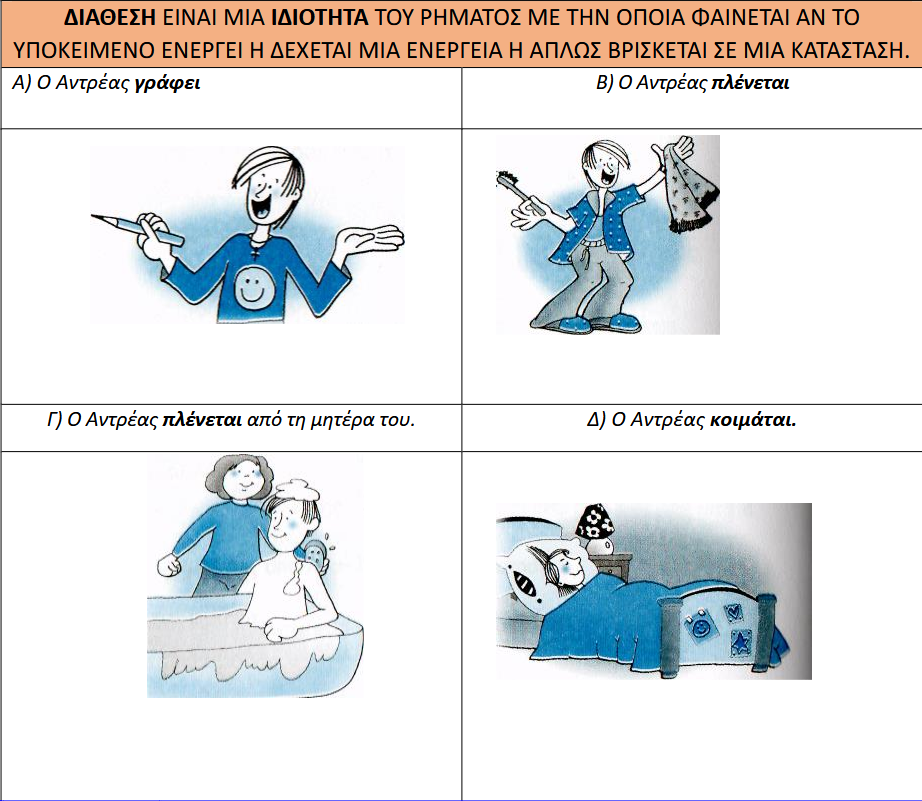 ΔΙΑΘΕΣΗ ΕΙΝΑΙ ΜΙΑ ΙΔΙΟΤΗΤΑ ΤΟΥ ΡΗΜΑΤΟΣ ΜΕ ΤΗΝ ΟΠΟΙΑ ΦΑΙΝΕΤΑΙ ΑΝ ΤΟ
ΥΠΟΚΕΙΜΕΝΟ ΕΝΕΡΓΕΙ Η ΔΕΧΕΤΑΙ ΜΙΑ ΕΝΕΡΓΕΙΑ Η ΑΠΛΩΣ ΒΡΙΣΚΕΤΑΙ ΣΕ ΜΙΑ ΚΑΤΑΣΤΑΣΗ.
Α) Ο Αντρέας γράφει
Β) Ο Αντρέας πλένεται
Γ) Ο Αντρέας πλένεται από τη μητέρα του.
Δ) Ο Αντρέας κοιμάται.